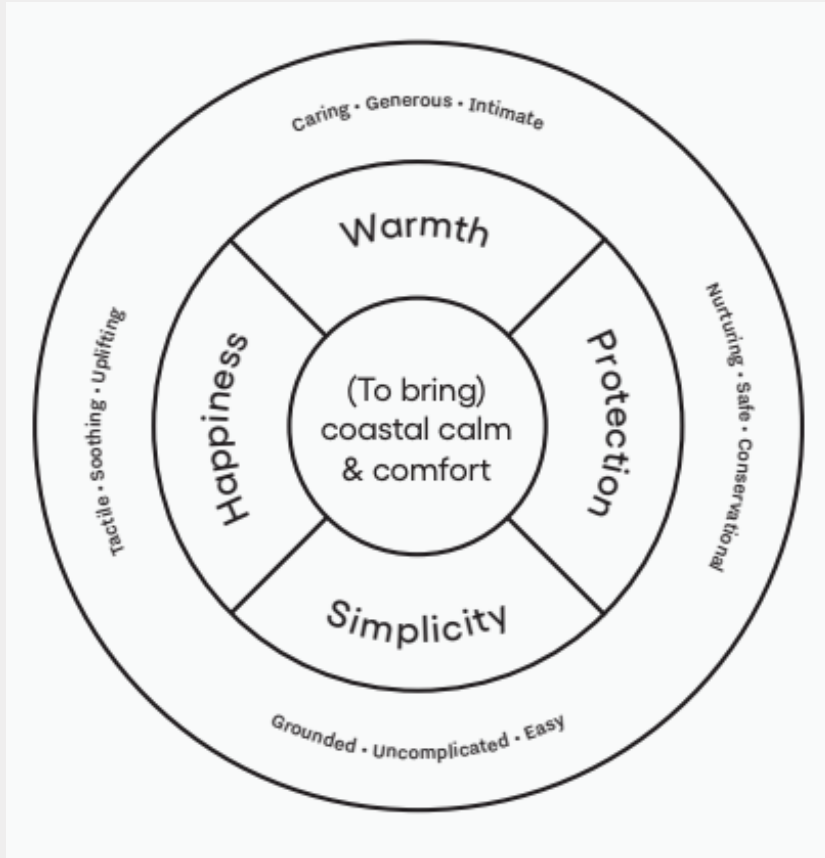 Caring • Generous • Intimate
Warmth
Nurturing • Safe • Conservational
Protection
(To bring)
coastal calm
& comfort
Happiness
Tactile • Soothing • Uplifting
Simplicity
Grounded • Uncomplicated • Easy